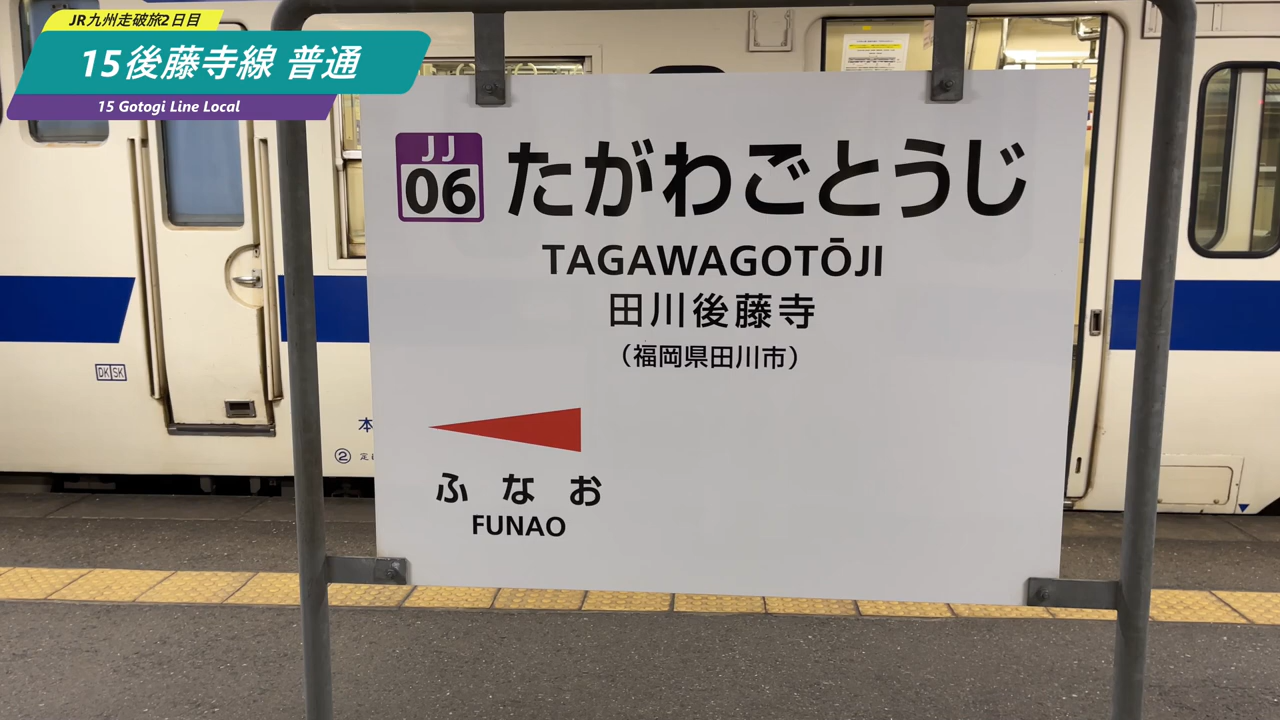 JR九州走破旅2日目
15後藤寺線 普通
15 Gotogi Line Local
JJ
06
たがわごとうじ
TAGAWAGOTŌJI
田川後藤寺
（福岡県田川市）
ふなお
FUNAO
DK SK
本
② 定